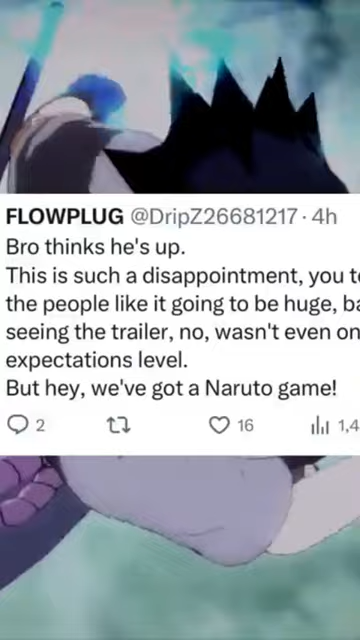 FLOWPLUG @DripZ26681217 · 4h
Bro thinks he's up.
This is such a disappointment, you
the people like it going to be huge,
seeing the trailer, no, wasn't even on
expectations level.
But hey, we've got a Naruto game!
2 16 1,4